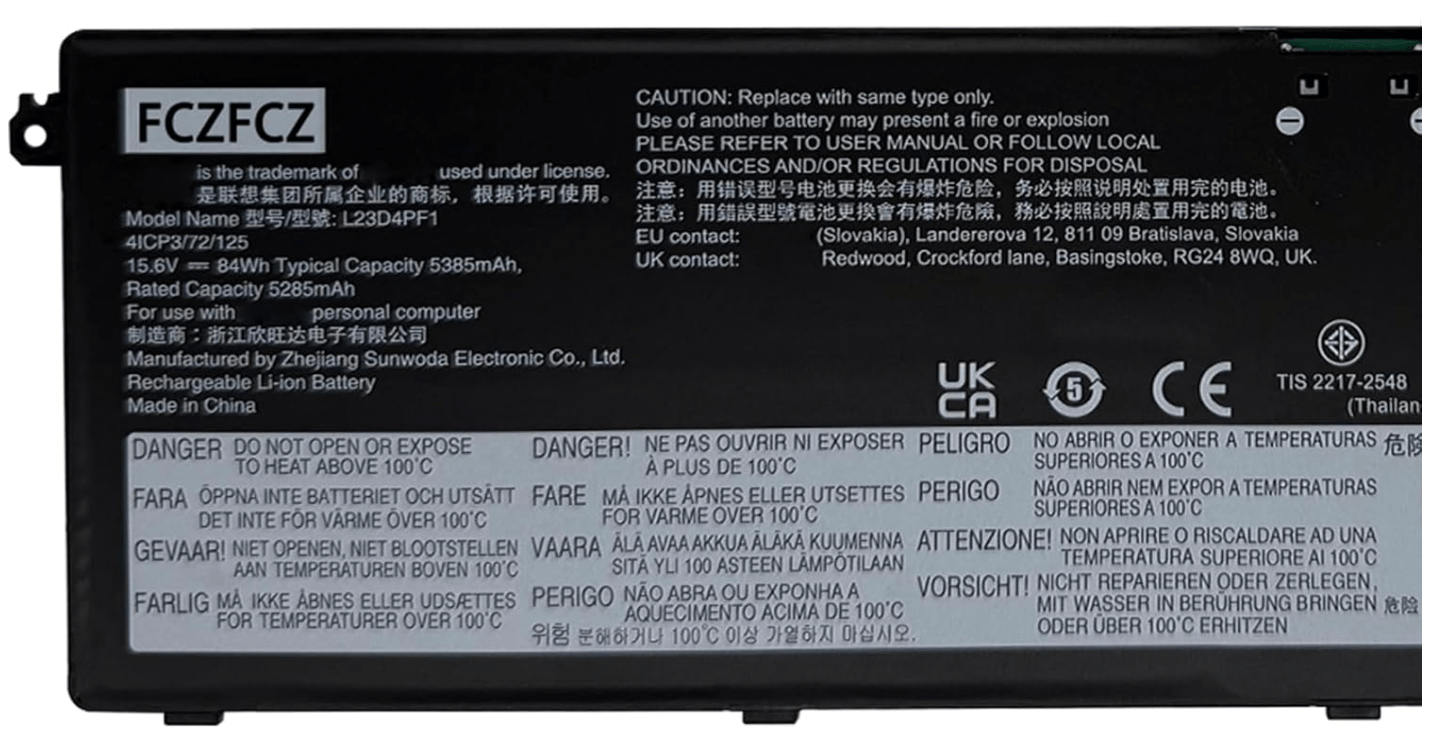 FCZFCZ
is the trademark of used under license.
是联想集团所属企业的商标，根据许可使用。
Model Name 型号/型號: L23D4PF1
4ICP3/72/125
15.6V ⎓ 84Wh Typical Capacity 5385mAh,
Rated Capacity 5285mAh
For use with personal computer
制造商：浙江欣旺达电子有限公司
Manufactured by Zhejiang Sunwoda Electronic Co., Ltd.
Rechargeable Li-ion Battery
Made in China
CAUTION: Replace with same type only.
Use of another battery may present a fire or explosion
PLEASE REFER TO USER MANUAL OR FOLLOW LOCAL
ORDINANCES AND/OR REGULATIONS FOR DISPOSAL
注意：用错误型号电池更换会有爆炸危险，务必按照说明处置用完的电池。
注意：用錯誤型號電池更換會有爆炸危險，務必按照說明處置用完的電池。
EU contact: (Slovakia), Landererova 12, 811 09 Bratislava, Slovakia
UK contact: Redwood, Crockford lane, Basingstoke, RG24 8WQ, UK.
UK
CA
5
CE
TIS 2217-2548
(Thailan
DANGER DO NOT OPEN OR EXPOSE
TO HEAT ABOVE 100°C
FARA ÖPPNA INTE BATTERIET OCH UTSÄTT
DET INTE FÖR VÄRME ÖVER 100°C
GEVAAR! NIET OPENEN, NIET BLOOTSTELLEN
AAN TEMPERATUREN BOVEN 100°C
FARLIG MÅ IKKE ÅBNES ELLER UDSÆTTES
FOR TEMPERATURER OVER 100°C
DANGER! NE PAS OUVRIR NI EXPOSER
À PLUS DE 100°C
FARE MÅ IKKE ÅPNES ELLER UTSETTES
FOR VARME OVER 100°C
VAARA ÄLÄ AVAA AKKUA ÄLÄKÄ KUUMENNA
SITÄ YLI 100 ASTEEN LÄMPÖTILAAN
PERIGO NÃO ABRA OU EXPONHA A
AQUECIMENTO ACIMA DE 100°C
위험 분해하거나 100°C 이상 가열하지 마십시오.
PELIGRO NO ABRIR O EXPONER A TEMPERATURAS
SUPERIORES A 100°C
PERIGO NÃO ABRIR NEM EXPOR A TEMPERATURAS
SUPERIORES A 100°C
ATTENZIONE! NON APRIRE O RISCALDARE AD UNA
TEMPERATURA SUPERIORE AI 100°C
VORSICHT! NICHT REPARIEREN ODER ZERLEGEN,
MIT WASSER IN BERÜHRUNG BRINGEN
ODER ÜBER 100°C ERHITZEN
危険
危险